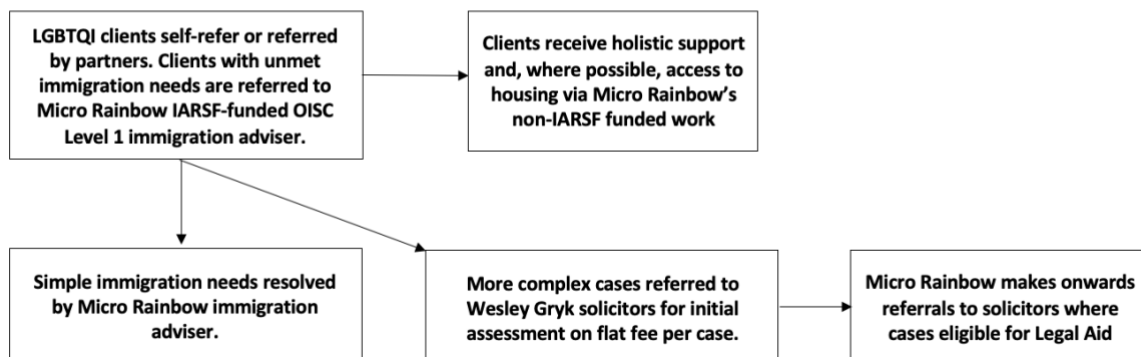 LGBTQI clients self-refer or referred
by partners. Clients with unmet
immigration needs are referred to
Micro Rainbow IARSF-funded OISC
Level 1 immigration adviser.
Clients receive holistic support
and, where possible, access to
housing via Micro Rainbow’s
non-IARSF funded work
Simple immigration needs resolved
by Micro Rainbow immigration
adviser.
More complex cases referred to
Wesley Gryk solicitors for initial
assessment on flat fee per case.
Micro Rainbow makes onwards
referrals to solicitors where
cases eligible for Legal Aid